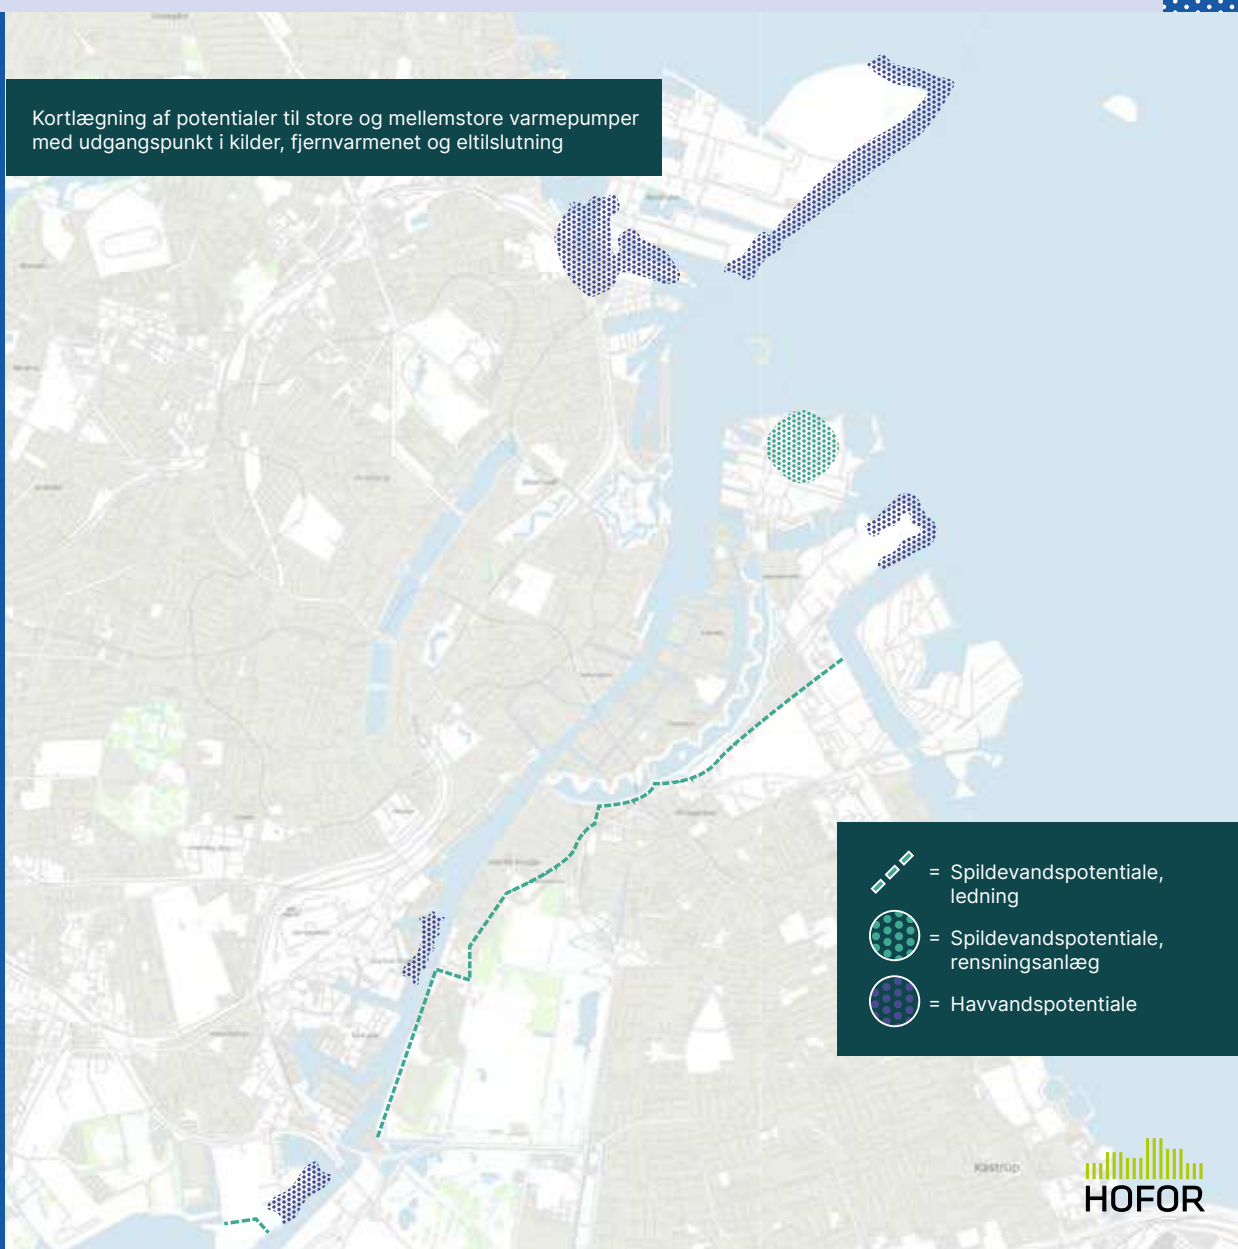 Kortlægning af potentialer til store og mellemstore varmepumper
med udgangspunkt i kilder, fjernvarmenet og eltilslutning
= Spildevandspotentiale,
ledning
= Spildevandspotentiale,
rensningsanlæg
= Havvandspotentiale
Kastrup
HOFOR